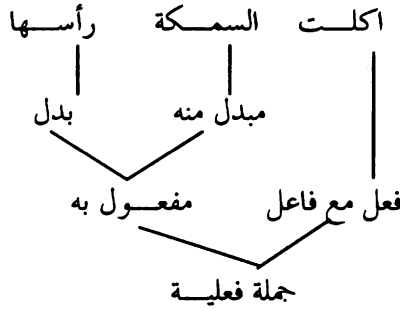 اكلت السمكة رأسها
مبدل منه بدل
فعل مع فاعل مفعول به
جملة فعلية